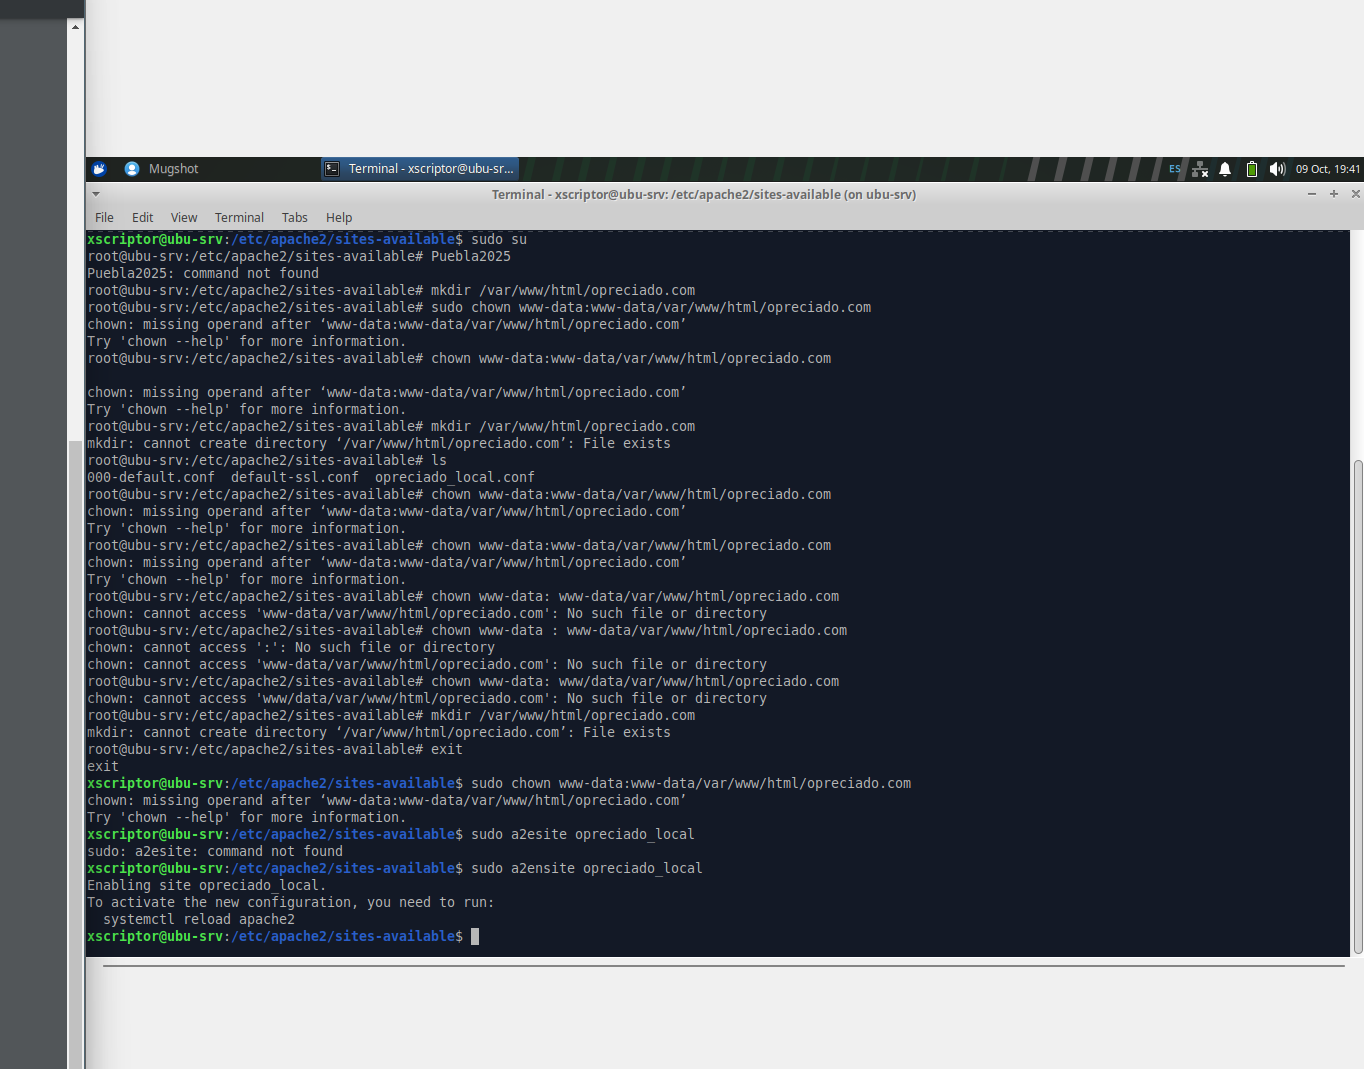 Mugshot
Terminal - xscriptor@ubu-sr...
ES
09 Oct, 19:41
Terminal - xscriptor@ubu-srv: /etc/apache2/sites-available (on ubu-srv)
File Edit View Terminal Tabs Help
xscriptor@ubu-srv:/etc/apache2/sites-available$ sudo su
root@ubu-srv:/etc/apache2/sites-available# Puebla2025
Puebla2025: command not found
root@ubu-srv:/etc/apache2/sites-available# mkdir /var/www/html/opreciado.com
root@ubu-srv:/etc/apache2/sites-available# sudo chown www-data:www-data/var/www/html/opreciado.com
chown: missing operand after ‘www-data:www-data/var/www/html/opreciado.com’
Try 'chown --help' for more information.
root@ubu-srv:/etc/apache2/sites-available# chown www-data:www-data/var/www/html/opreciado.com
chown: missing operand after ‘www-data:www-data/var/www/html/opreciado.com’
Try 'chown --help' for more information.
root@ubu-srv:/etc/apache2/sites-available# mkdir /var/www/html/opreciado.com
mkdir: cannot create directory ‘/var/www/html/opreciado.com’: File exists
root@ubu-srv:/etc/apache2/sites-available# ls
000-default.conf  default-ssl.conf  opreciado_local.conf
root@ubu-srv:/etc/apache2/sites-available# chown www-data:www-data/var/www/html/opreciado.com
chown: missing operand after ‘www-data:www-data/var/www/html/opreciado.com’
Try 'chown --help' for more information.
root@ubu-srv:/etc/apache2/sites-available# chown www-data:www-data/var/www/html/opreciado.com
chown: missing operand after ‘www-data:www-data/var/www/html/opreciado.com’
Try 'chown --help' for more information.
root@ubu-srv:/etc/apache2/sites-available# chown www-data: www-data/var/www/html/opreciado.com
chown: cannot access 'www-data/var/www/html/opreciado.com': No such file or directory
root@ubu-srv:/etc/apache2/sites-available# chown www-data : www-data/var/www/html/opreciado.com
chown: cannot access ':': No such file or directory
chown: cannot access 'www-data/var/www/html/opreciado.com': No such file or directory
root@ubu-srv:/etc/apache2/sites-available# chown www-data: www/data/var/www/html/opreciado.com
chown: cannot access 'www/data/var/www/html/opreciado.com': No such file or directory
root@ubu-srv:/etc/apache2/sites-available# mkdir /var/www/html/opreciado.com
mkdir: cannot create directory ‘/var/www/html/opreciado.com’: File exists
root@ubu-srv:/etc/apache2/sites-available# exit
exit
xscriptor@ubu-srv:/etc/apache2/sites-available$ sudo chown www-data:www-data/var/www/html/opreciado.com
chown: missing operand after ‘www-data:www-data/var/www/html/opreciado.com’
Try 'chown --help' for more information.
xscriptor@ubu-srv:/etc/apache2/sites-available$ sudo a2esite opreciado_local
sudo: a2esite: command not found
xscriptor@ubu-srv:/etc/apache2/sites-available$ sudo a2ensite opreciado_local
Enabling site opreciado_local.
To activate the new configuration, you need to run:
  systemctl reload apache2
xscriptor@ubu-srv:/etc/apache2/sites-available$